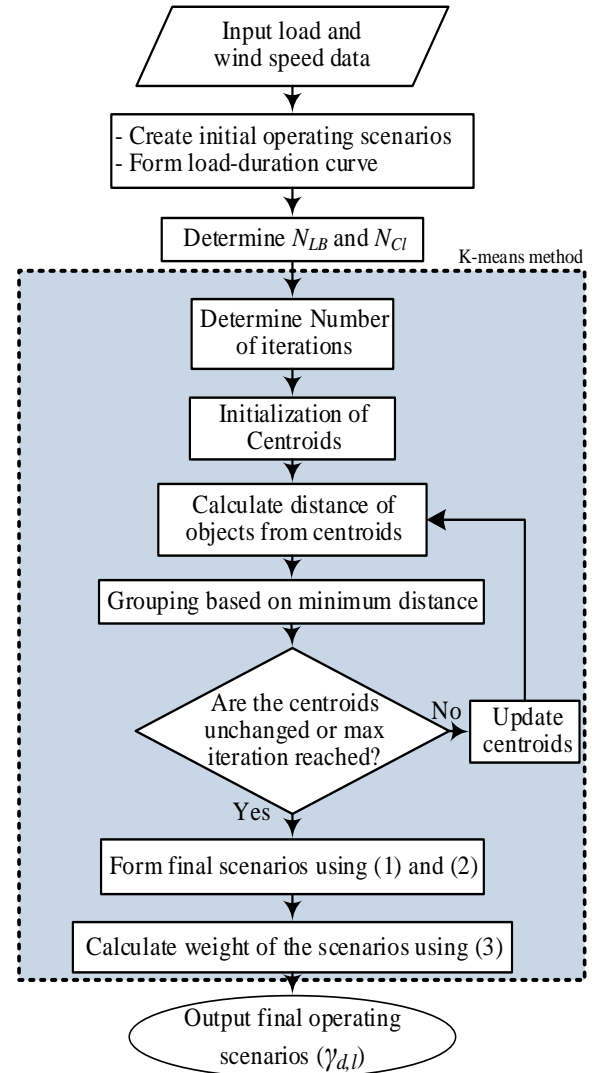 Input load and
wind speed data
- Create initial operating scenarios
- Form load-duration curve
Determine N_LB and N_Cl
K-means method
Determine Number
of iterations
Initialization of
Centroids
Calculate distance of
objects from centroids
Grouping based on minimum distance
Are the centroids
unchanged or max
iteration reached?
No
Update
centroids
Yes
Form final scenarios using (1) and (2)
Calculate weight of the scenarios using (3)
Output final operating
scenarios (γ_d,l)